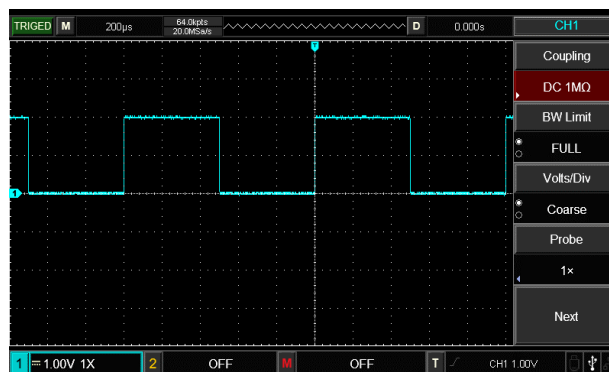 TRIGED M 200µs 64.0kpts 20.0MSa/s D 0.000s CH1
T
Coupling
DC 1MΩ
BW Limit
FULL
Volts/Div
Coarse
1
Probe
1×
Next
1 1.00V 1X 2 OFF M OFF T CH1 1.00V